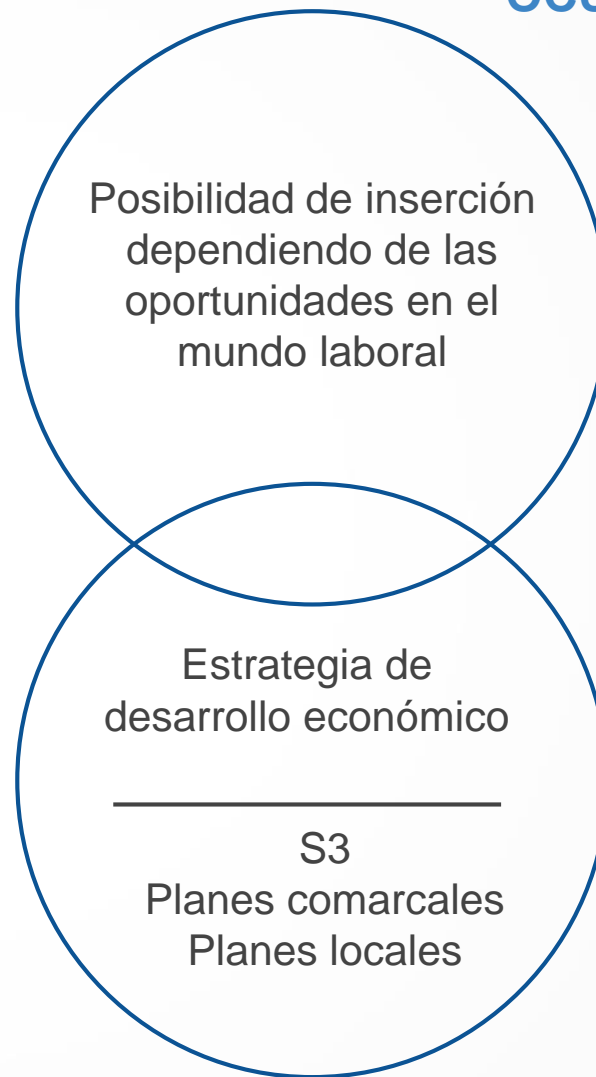 Posibilidad de inserción
dependiendo de las
oportunidades en el
mundo laboral
Estrategia de
desarrollo económico
S3
Planes comarcales
Planes locales